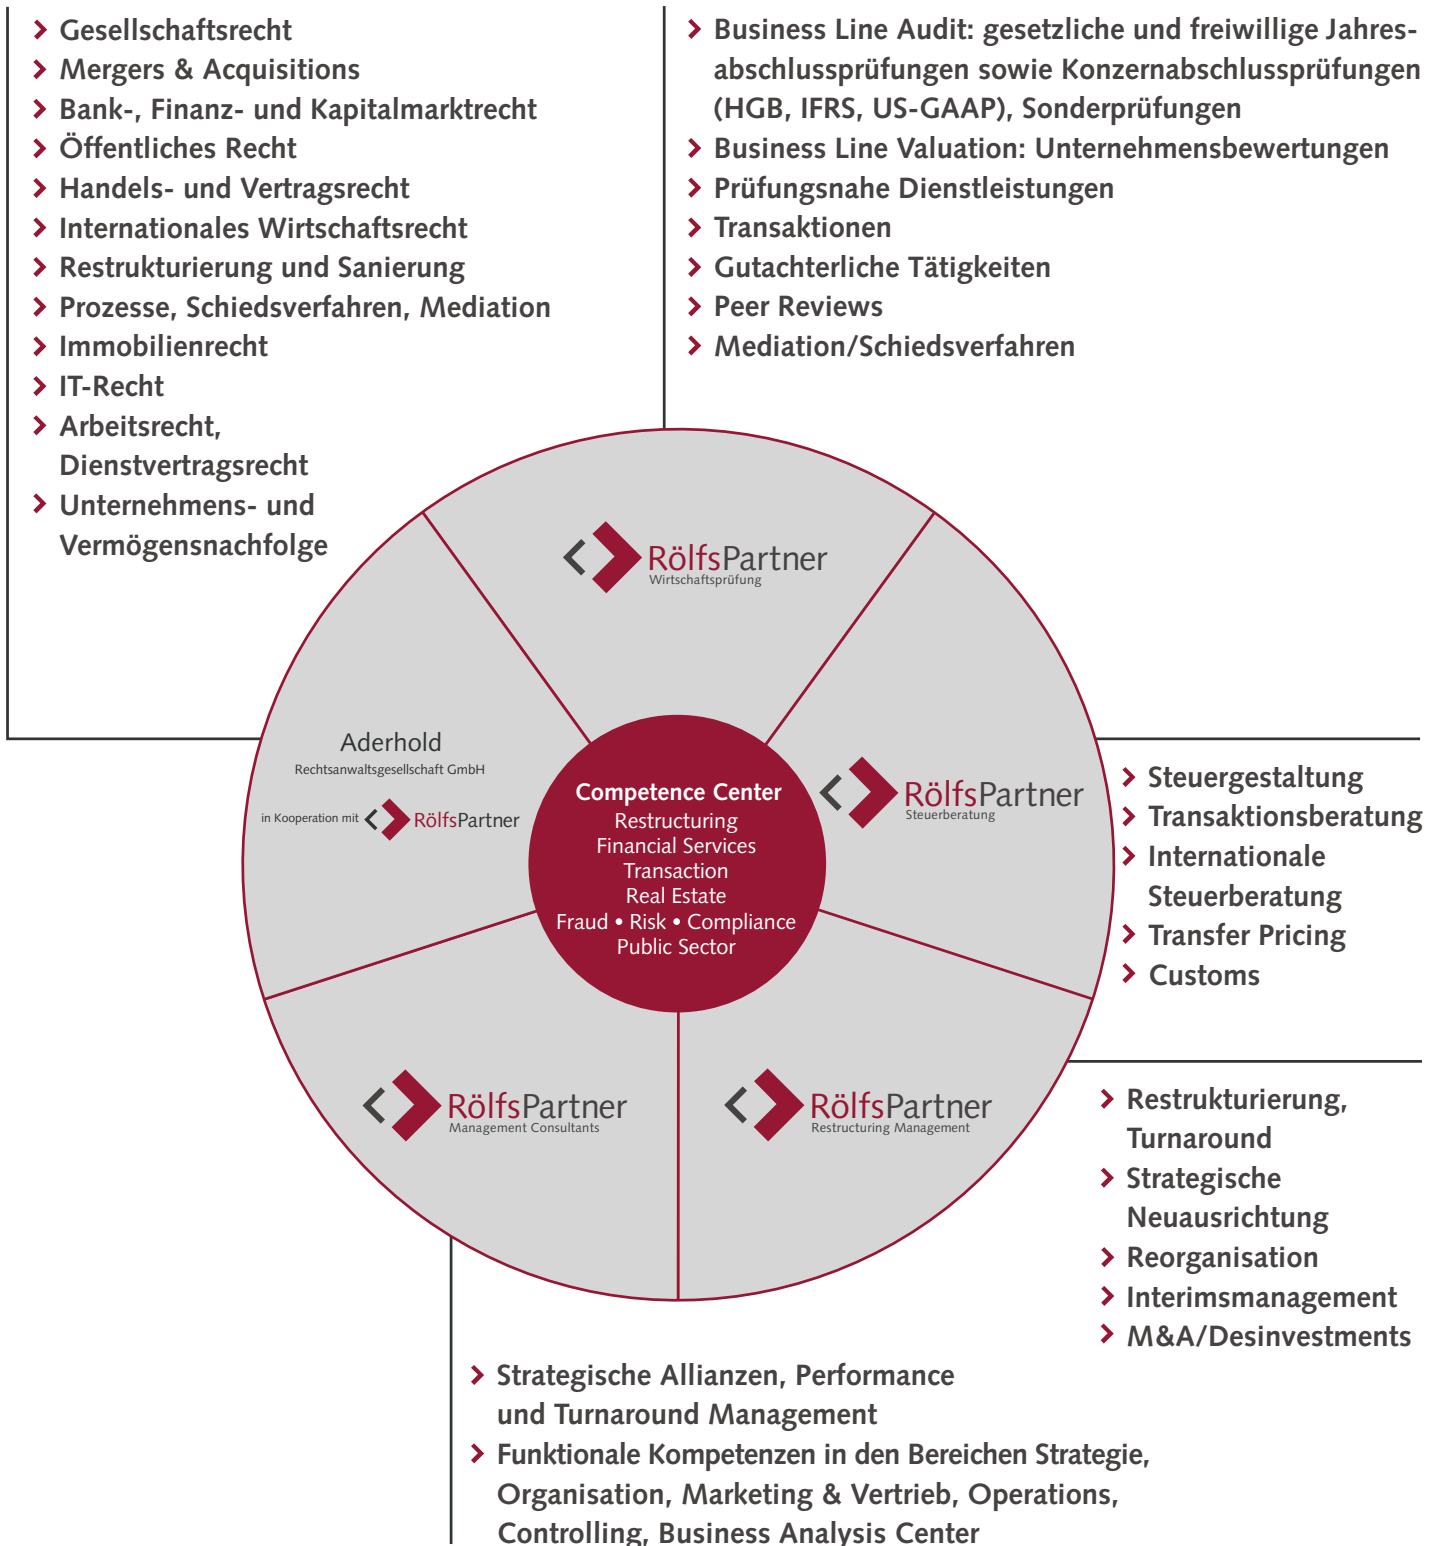 Gesellschaftsrecht
Mergers & Acquisitions
Bank-, Finanz- und Kapitalmarktrecht
Öffentliches Recht
Handels- und Vertragsrecht
Internationales Wirtschaftsrecht
Restrukturierung und Sanierung
Prozesse, Schiedsverfahren, Mediation
Immobilienrecht
IT-Recht
Arbeitsrecht,
Dienstvertragsrecht
Unternehmens- und
Vermögensnachfolge
Business Line Audit: gesetzliche und freiwillige Jahres-
abschlussprüfungen sowie Konzernabschlussprüfungen
(HGB, IFRS, US-GAAP), Sonderprüfungen
Business Line Valuation: Unternehmensbewertungen
Prüfungsnahe Dienstleistungen
Transaktionen
Gutachterliche Tätigkeiten
Peer Reviews
Mediation/Schiedsverfahren
RölfsPartner
Wirtschaftsprüfung
Aderhold
Rechtsanwaltsgesellschaft GmbH
in Kooperation mit RölfsPartner
Competence Center
Restructuring
Financial Services
Transaction
Real Estate
Fraud • Risk • Compliance
Public Sector
RölfsPartner
Steuerberatung
Steuergestaltung
Transaktionsberatung
Internationale
Steuerberatung
Transfer Pricing
Customs
RölfsPartner
Management Consultants
RölfsPartner
Restructuring Management
Restrukturierung,
Turnaround
Strategische
Neuausrichtung
Reorganisation
Interimsmanagement
M&A/Desinvestments
Strategische Allianzen, Performance
und Turnaround Management
Funktionale Kompetenzen in den Bereichen Strategie,
Organisation, Marketing & Vertrieb, Operations,
Controlling, Business Analysis Center